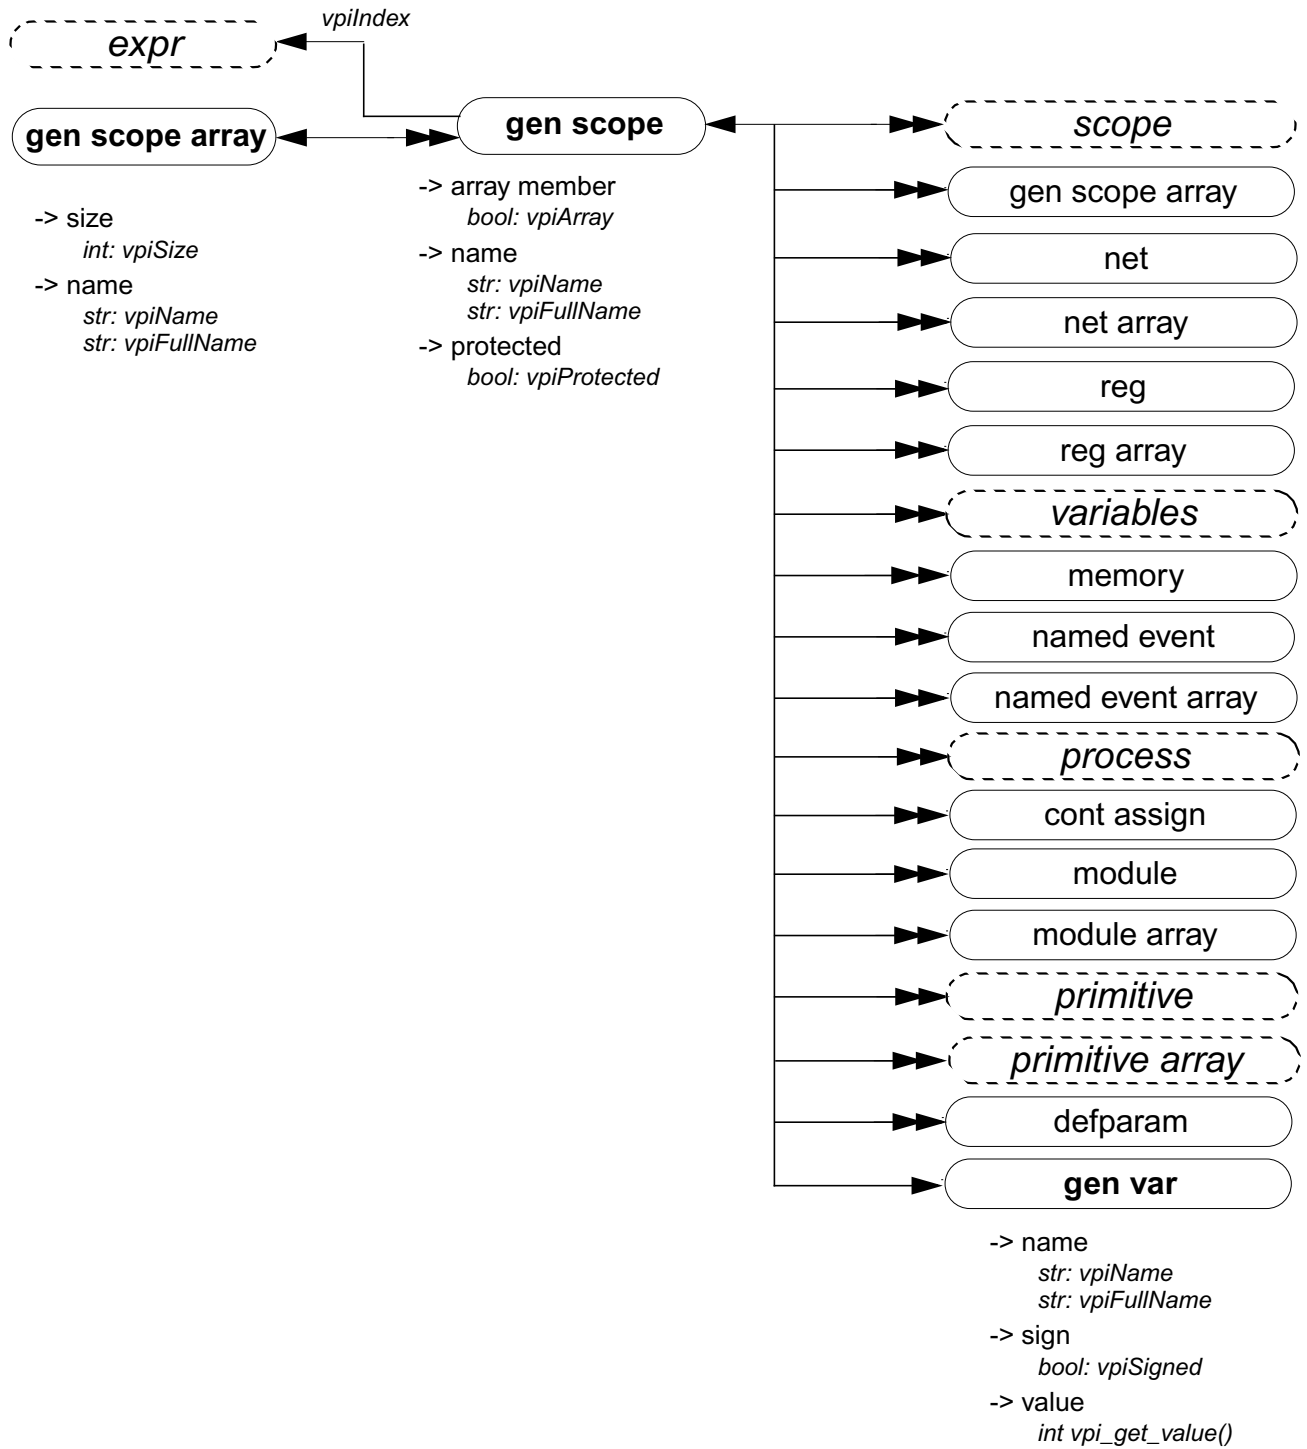 vpiIndex
expr
gen scope array
gen scope
-> size
int: vpiSize
-> name
str: vpiName
str: vpiFullName
-> array member
bool: vpiArray
-> name
str: vpiName
str: vpiFullName
-> protected
bool: vpiProtected
scope
gen scope array
net
net array
reg
reg array
variables
memory
named event
named event array
process
cont assign
module
module array
primitive
primitive array
defparam
gen var
-> name
str: vpiName
str: vpiFullName
-> sign
bool: vpiSigned
-> value
int vpi_get_value()